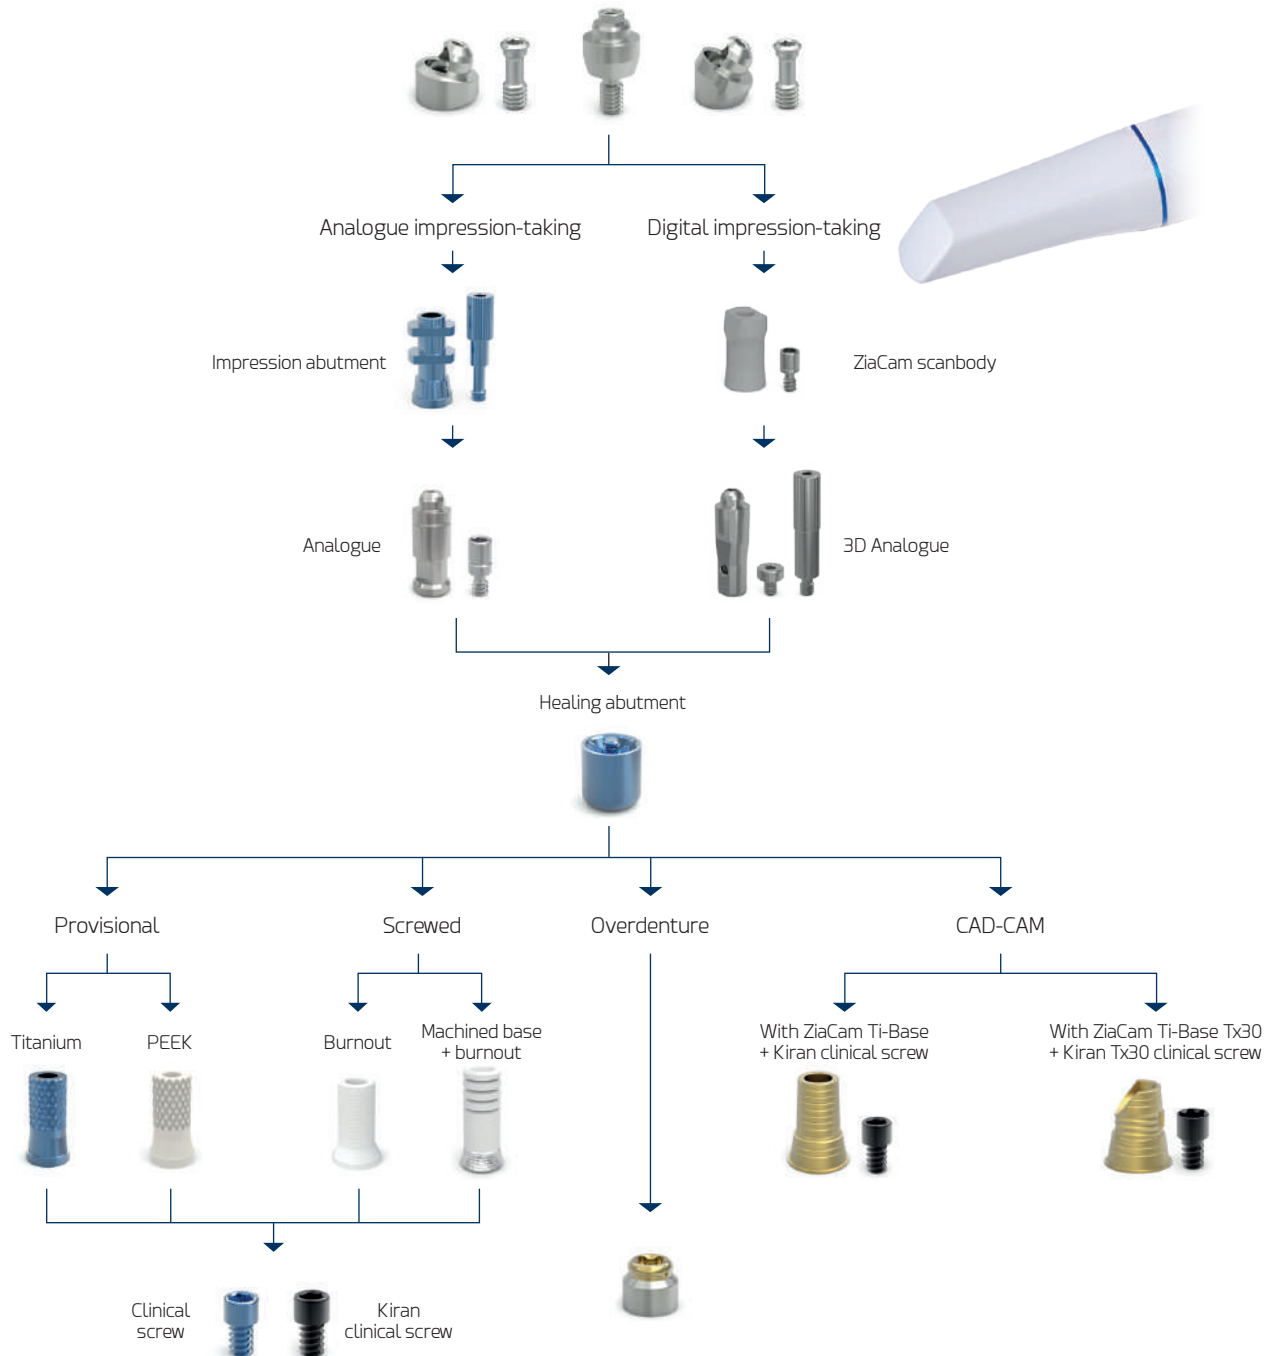 Analogue impression-taking
Digital impression-taking
Impression abutment
ZiaCam scanbody
Analogue
3D Analogue
Healing abutment
Provisional
Screwed
Overdenture
CAD-CAM
Titanium
PEEK
Burnout
Machined base
+ burnout
With ZiaCam Ti-Base
+ Kiran clinical screw
With ZiaCam Ti-Base Tx30
+ Kiran Tx30 clinical screw
Clinical
screw
Kiran
clinical screw